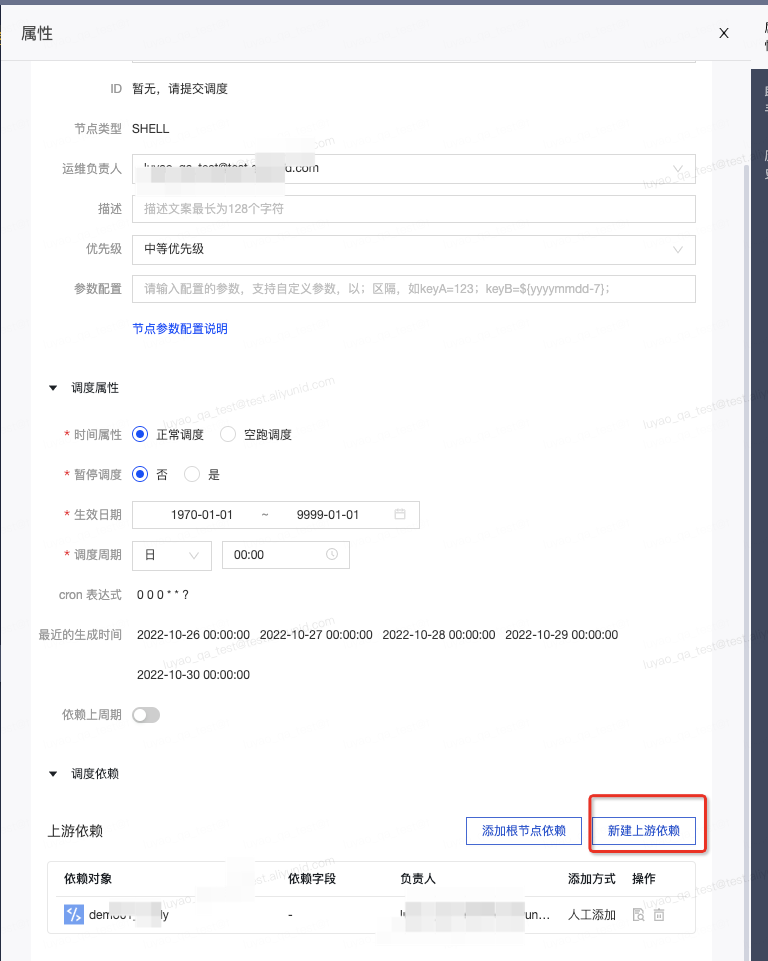 属性
ID 暂无，请提交调度
节点类型 SHELL
运维负责人
描述 描述文案最长为128个字符
优先级 中等优先级
参数配置 请输入配置的参数，支持自定义参数，以；区隔，如keyA=123；keyB=${yyyymmdd-7}；
节点参数配置说明
调度属性
luyao_qa_test@test.aliyunid.com
* 时间属性 正常调度 空跑调度
* 暂停调度 否 是
* 生效日期 1970-01-01 ~ 9999-01-01
* 调度周期 日 00:00
cron 表达式 0 0 0 * * ?
最近的生成时间 2022-10-26 00:00:00 2022-10-27 00:00:00 2022-10-28 00:00:00 2022-10-29 00:00:00
2022-10-30 00:00:00
依赖上周期
调度依赖
上游依赖 添加根节点依赖 新建上游依赖
依赖对象 依赖字段 负责人 添加方式 操作
- 人工添加